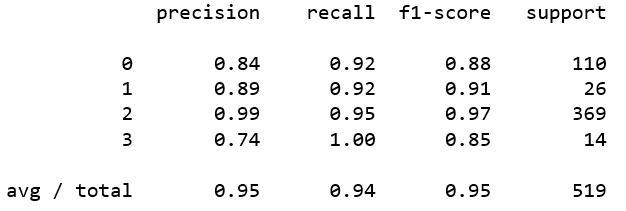 precision recall f1-score support
0 0.84 0.92 0.88 110
1 0.89 0.92 0.91 26
2 0.99 0.95 0.97 369
3 0.74 1.00 0.85 14
avg / total 0.95 0.94 0.95 519